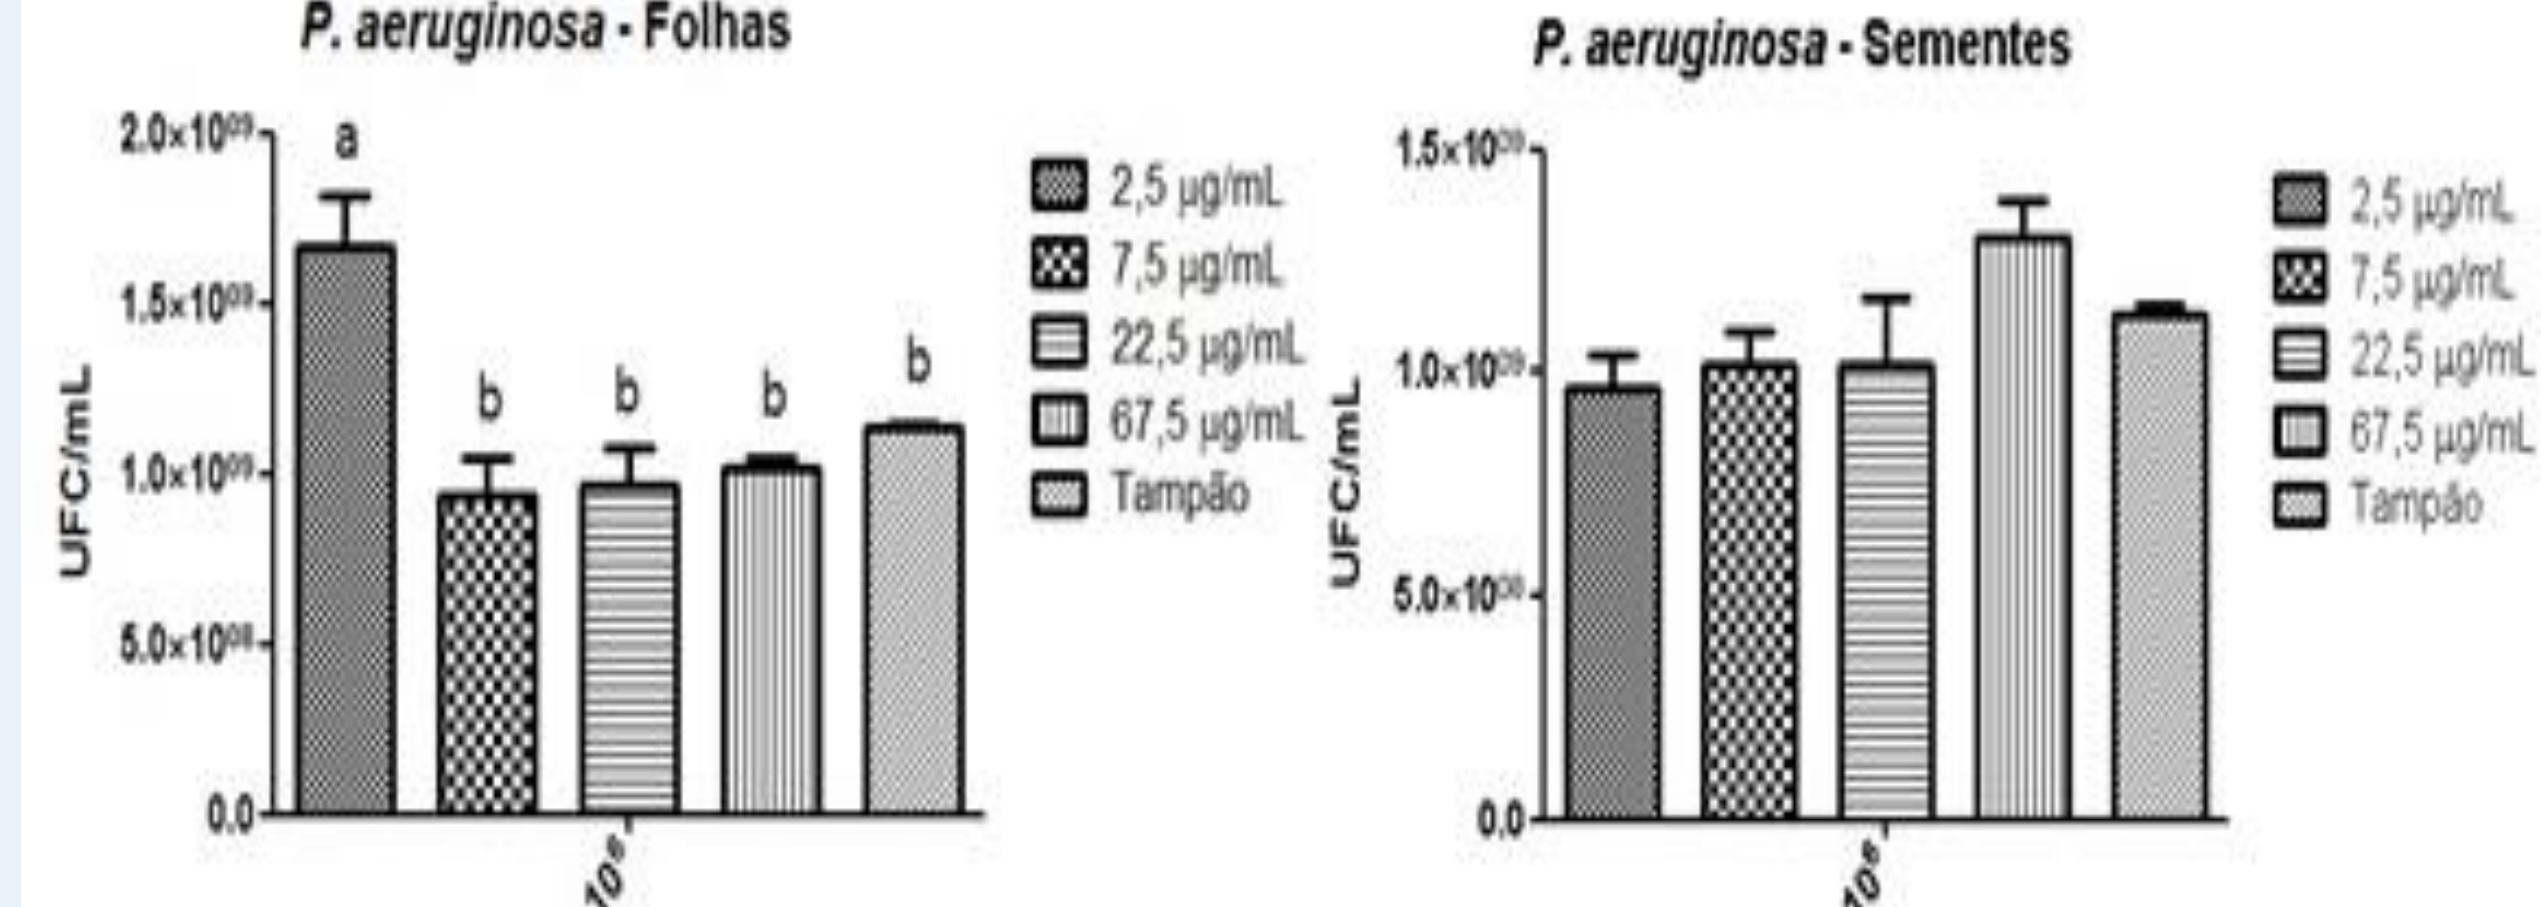 P. aeruginosa - Folhas
2.0×10⁰⁹
1.5×10⁰⁹
1.0×10⁰⁹
5.0×10⁰⁸
0.0
UFC/mL
a
b
b
b
b
10⁶
2,5 µg/mL
7,5 µg/mL
22,5 µg/mL
67,5 µg/mL
Tampão
P. aeruginosa - Sementes
1.5×10⁰⁹
1.0×10⁰⁹
5.0×10⁰⁸
0.0
UFC/mL
10⁶
2,5 µg/mL
7,5 µg/mL
22,5 µg/mL
67,5 µg/mL
Tampão